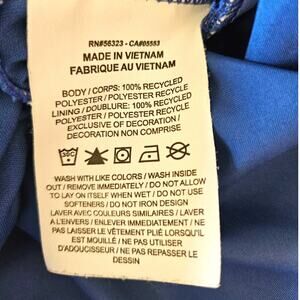 RN#56323 - CA#05553
MADE IN VIETNAM
FABRIQUE AU VIETNAM
BODY / CORPS: 100% RECYCLED
POLYESTER / POLYESTER RECYCLE
LINING / DOUBLURE: 100% RECYCLED
POLYESTER / POLYESTER RECYCLE
EXCLUSIVE OF DECORATION /
DECORATION NON COMPRISE
WASH WITH LIKE COLORS / WASH INSIDE
OUT / REMOVE IMMEDIATELY / DO NOT ALLOW
TO LAY ON ITSELF WHEN WET / DO NOT USE
SOFTENERS / DO NOT IRON DESIGN
LAVER AVEC COULEURS SIMILAIRES / LAVER
À L'ENVERS / ENLEVER IMMEDIATEMENT / NE
PAS LAISSER LE VÊTEMENT PLIÉ LORSQU'IL
EST MOUILLÉ / NE PAS UTILISER
D'ADOUCISSEUR / NE PAS REPASSER LE
DESSIN